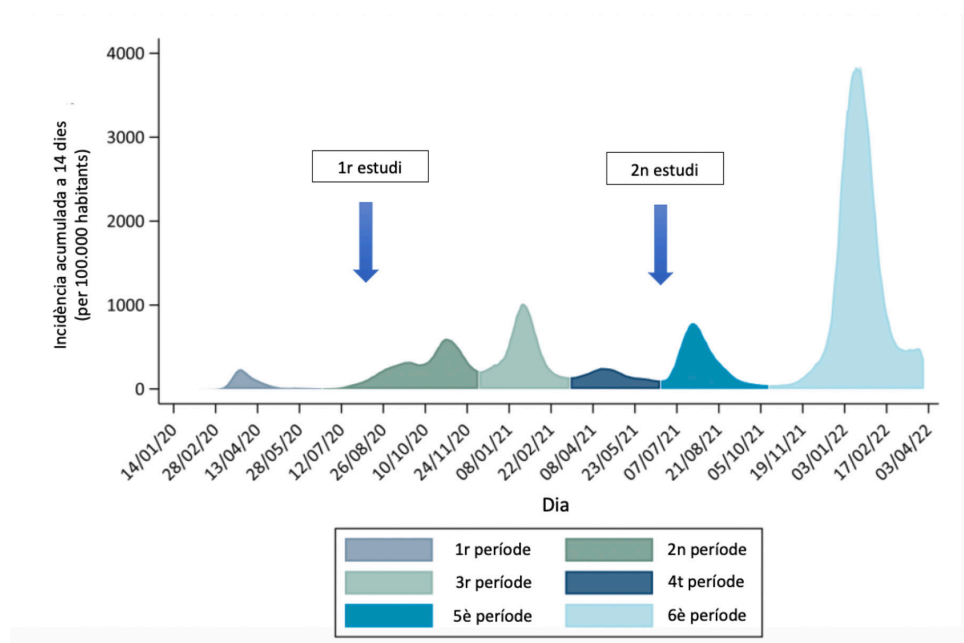 Incidència acumulada a 14 dies
(per 100.000 habitants)
4000
3000
2000
1000
0
1r estudi
2n estudi
14/01/20
28/02/20
13/04/20
28/05/20
12/07/20
26/08/20
10/10/20
24/11/20
08/01/21
22/02/21
08/04/21
23/05/21
07/07/21
21/08/21
05/10/21
19/11/21
03/01/22
17/02/22
03/04/22
Dia
1r període
2n període
3r període
4t període
5è període
6è període